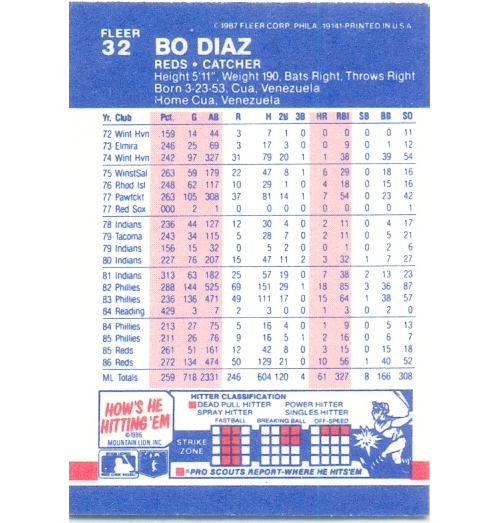 © 1987 FLEER CORP., PHILA. 19141-PRINTED IN U.S.A.
FLEER
32 BO DIAZ
REDS • CATCHER
Height 5'11", Weight 190, Bats Right, Throws Right
Born 3-23-53, Cua, Venezuela
Home Cua, Venezuela
Yr. Club Pct. G AB R H 2B 3B HR RBI SB BB SO
72 Wint Hvn .159 14 44 3 7 1 0 0 0 0 0 11
73 Elmira .246 25 69 3 17 3 0 0 9 0 1 12
74 Wint Hvn .242 97 327 31 79 20 1 1 38 0 39 54
75 WinstSal .263 59 179 22 47 8 1 6 29 0 18 16
76 Rhod Isl .248 62 117 10 29 1 0 4 18 0 15 16
77 Pawtckt .263 105 308 37 81 14 1 7 54 0 23 42
77 Red Sox .000 2 1 0 0 0 0 0 0 0 0 1
78 Indians .236 44 127 12 30 4 0 2 11 0 4 17
79 Tacoma .243 34 115 5 28 7 0 2 11 0 5 21
79 Indians .156 15 32 0 5 2 0 0 1 0 2 6
80 Indians .227 76 207 15 47 11 2 3 32 1 7 27
81 Indians .313 63 182 25 57 19 0 7 38 2 13 23
82 Phillies .288 144 525 69 151 29 1 18 85 3 36 87
83 Phillies .236 136 471 49 111 17 0 15 64 1 38 57
84 Reading .429 3 7 2 3 0 0 1 3 0 2 0
84 Phillies .213 27 75 5 16 4 0 1 9 0 5 13
85 Phillies .211 26 76 9 16 5 1 2 16 0 6 7
85 Reds .261 51 161 12 42 8 0 3 15 0 15 18
86 Reds .272 134 474 50 129 21 0 10 56 1 40 52
ML Totals .259 718 2331 246 604 120 4 61 327 8 166 308
HOW'S HE
HITTING 'EM
© 1986
MOUNTAIN LION, INC
HITTER CLASSIFICATION
DEAD PULL HITTER POWER HITTER
SPRAY HITTER SINGLES HITTER
FASTBALL BREAKING BALL OFF-SPEED
STRIKE
ZONE
PRO SCOUTS REPORT-WHERE HE HITS 'EM